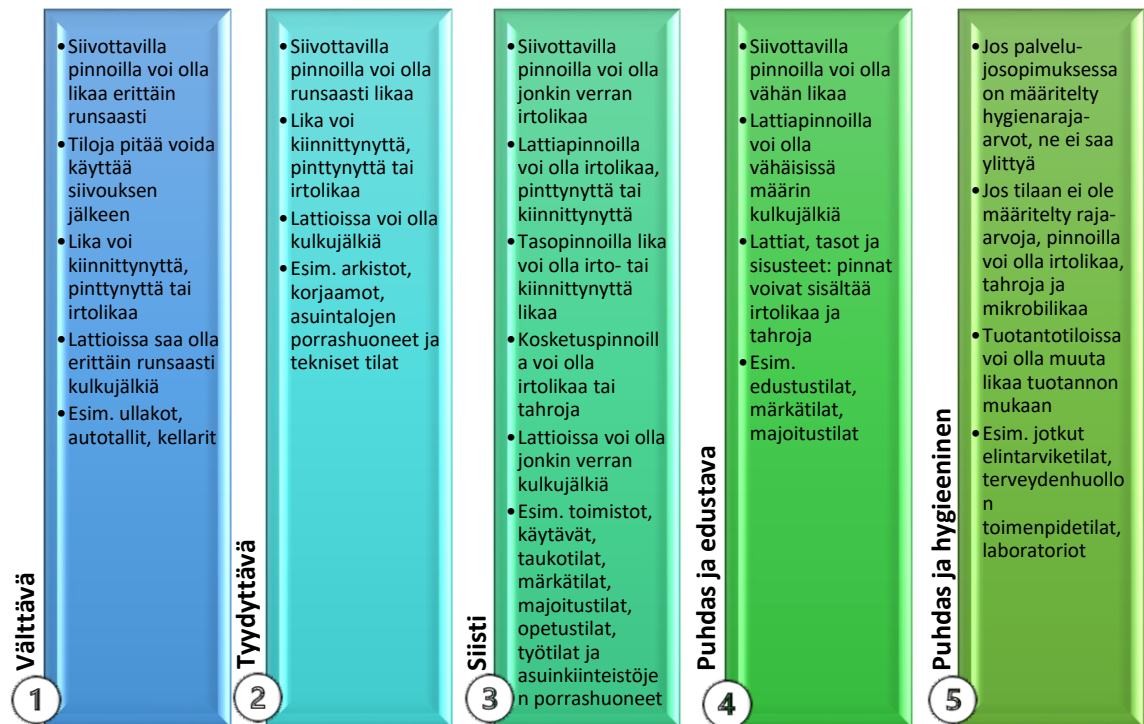 •Siivottavilla
pinnoilla voi olla
likaa erittäin
runsaasti
•Tiloja pitää voida
käyttää
siivouksen
jälkeen
•Lika voi
kiinnittynyttä,
pinttynyttä tai
irtolikaa
•Lattioissa saa olla
erittäin runsaasti
kulkujälkiä
•Esim. ullakot,
autotallit, kellarit
Välttävä
1
•Siivottavilla
pinnoilla voi olla
runsaasti likaa
•Lika voi
kiinnittynyttä,
pinttynyttä tai
irtolikaa
•Lattioissa voi olla
kulkujälkiä
•Esim. arkistot,
korjaamot,
asuintalojen
porrashuoneet ja
tekniset tilat
Tyydyttävä
2
•Siivottavilla
pinnoilla voi olla
jonkin verran
irtolikaa
•Lattiapinnoilla
voi olla irtolikaa,
pinttynyttä tai
kiinnittynyttä
•Tasopinnoilla lika
voi olla irto- tai
kiinnittynyttä
likaa
•Kosketuspinnoill
a voi olla
irtolikaa tai
tahroja
•Lattioissa voi olla
jonkin verran
kulkujälkiä
•Esim. toimistot,
käytävät,
taukotilat,
märkätilat,
majoitustilat,
opetustilat,
työtilat ja
asuinkiinteistöje
n porrashuoneet
Siisti
3
•Siivottavilla
pinnoilla voi olla
vähän likaa
•Lattiapinnoilla
voi olla
vähäisissä
määrin
kulkujälkiä
•Lattiat, tasot ja
sisusteet: pinnat
voivat sisältää
irtolikaa ja
tahroja
•Esim.
edustustilat,
märkätilat,
majoitustilat
Puhdas ja edustava
4
•Jos palvelu-
josopimuksessa
on määritelty
hygienaraja-
arvot, ne ei saa
ylittyä
•Jos tilaan ei ole
määritelty raja-
arvoja, pinnoilla
voi olla irtolikaa,
tahroja ja
mikrobilikaa
•Tuotantotiloissa
voi olla muuta
likaa tuotannon
mukaan
•Esim. jotkut
elintarviketilat,
terveydenhuollo
n
toimenpidetilat,
laboratoriot
Puhdas ja hygieeninen
5